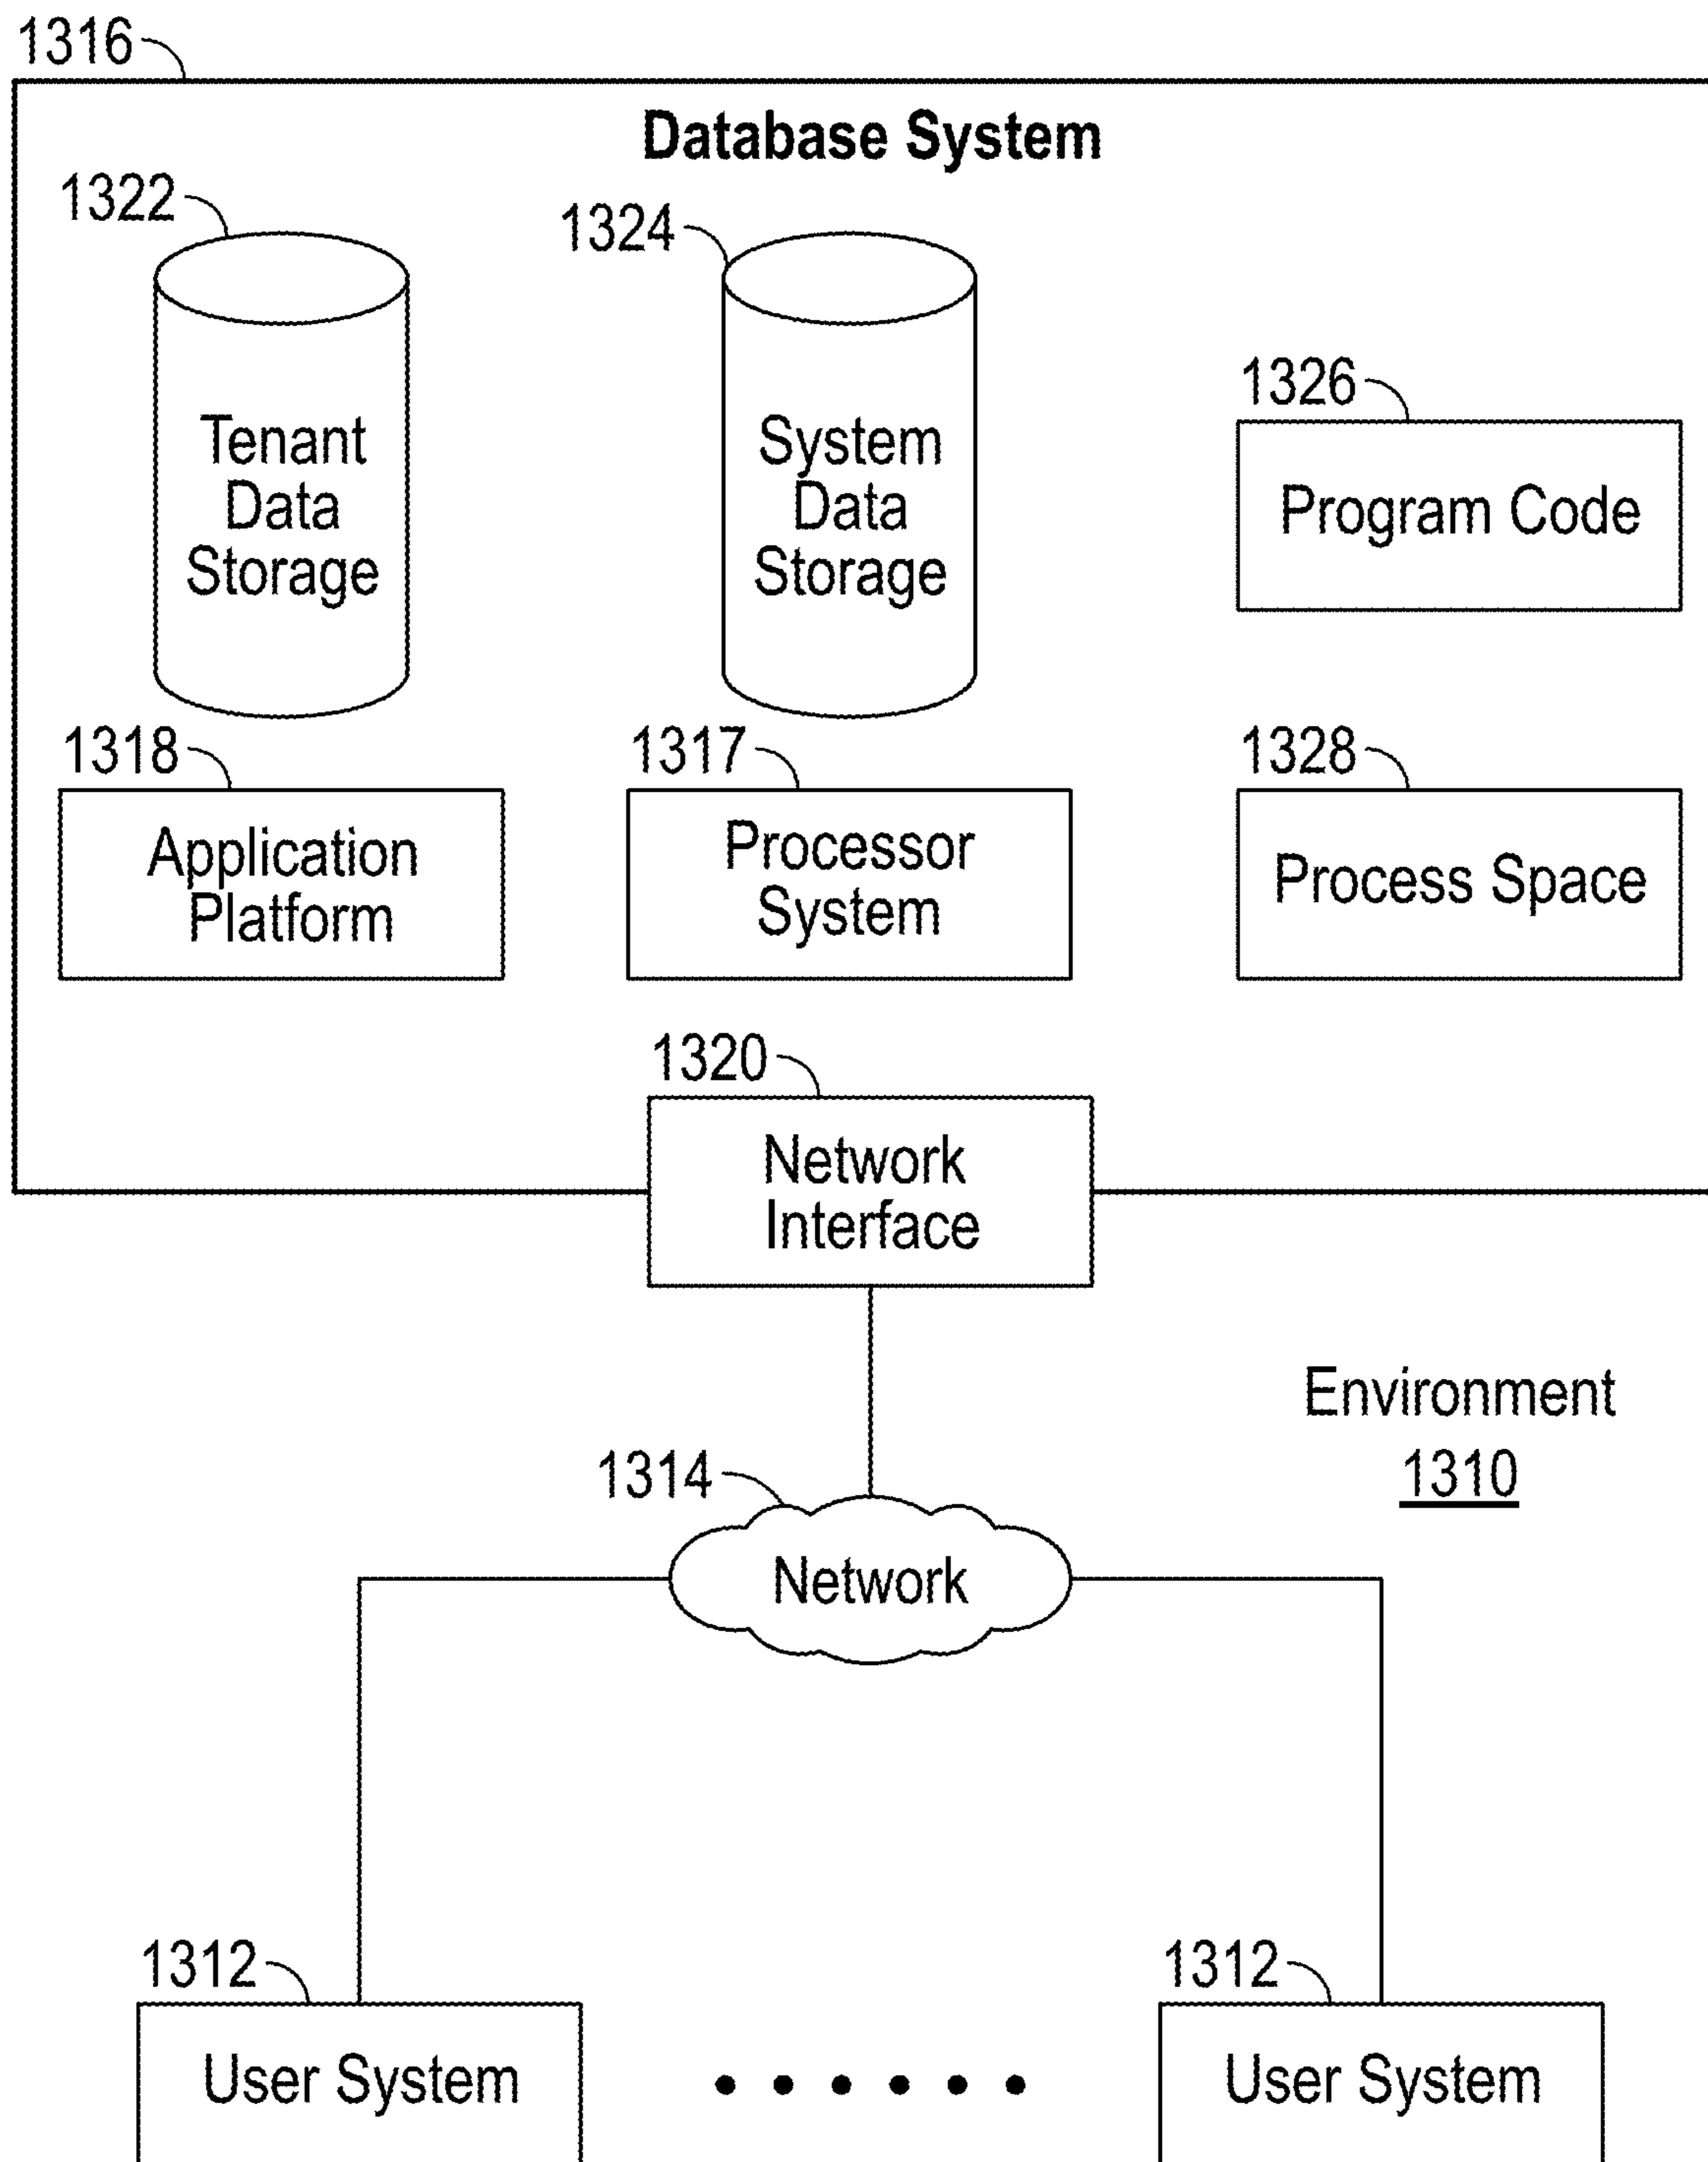 1316
Database System
1322
1324
Tenant
Data
Storage
System
Data
Storage
1326
Program Code
1318
Application
Platform
1317
Processor
System
1328
Process Space
1320
Network
Interface
Environment
1310
1314
Network
1312
User System
1312
User System